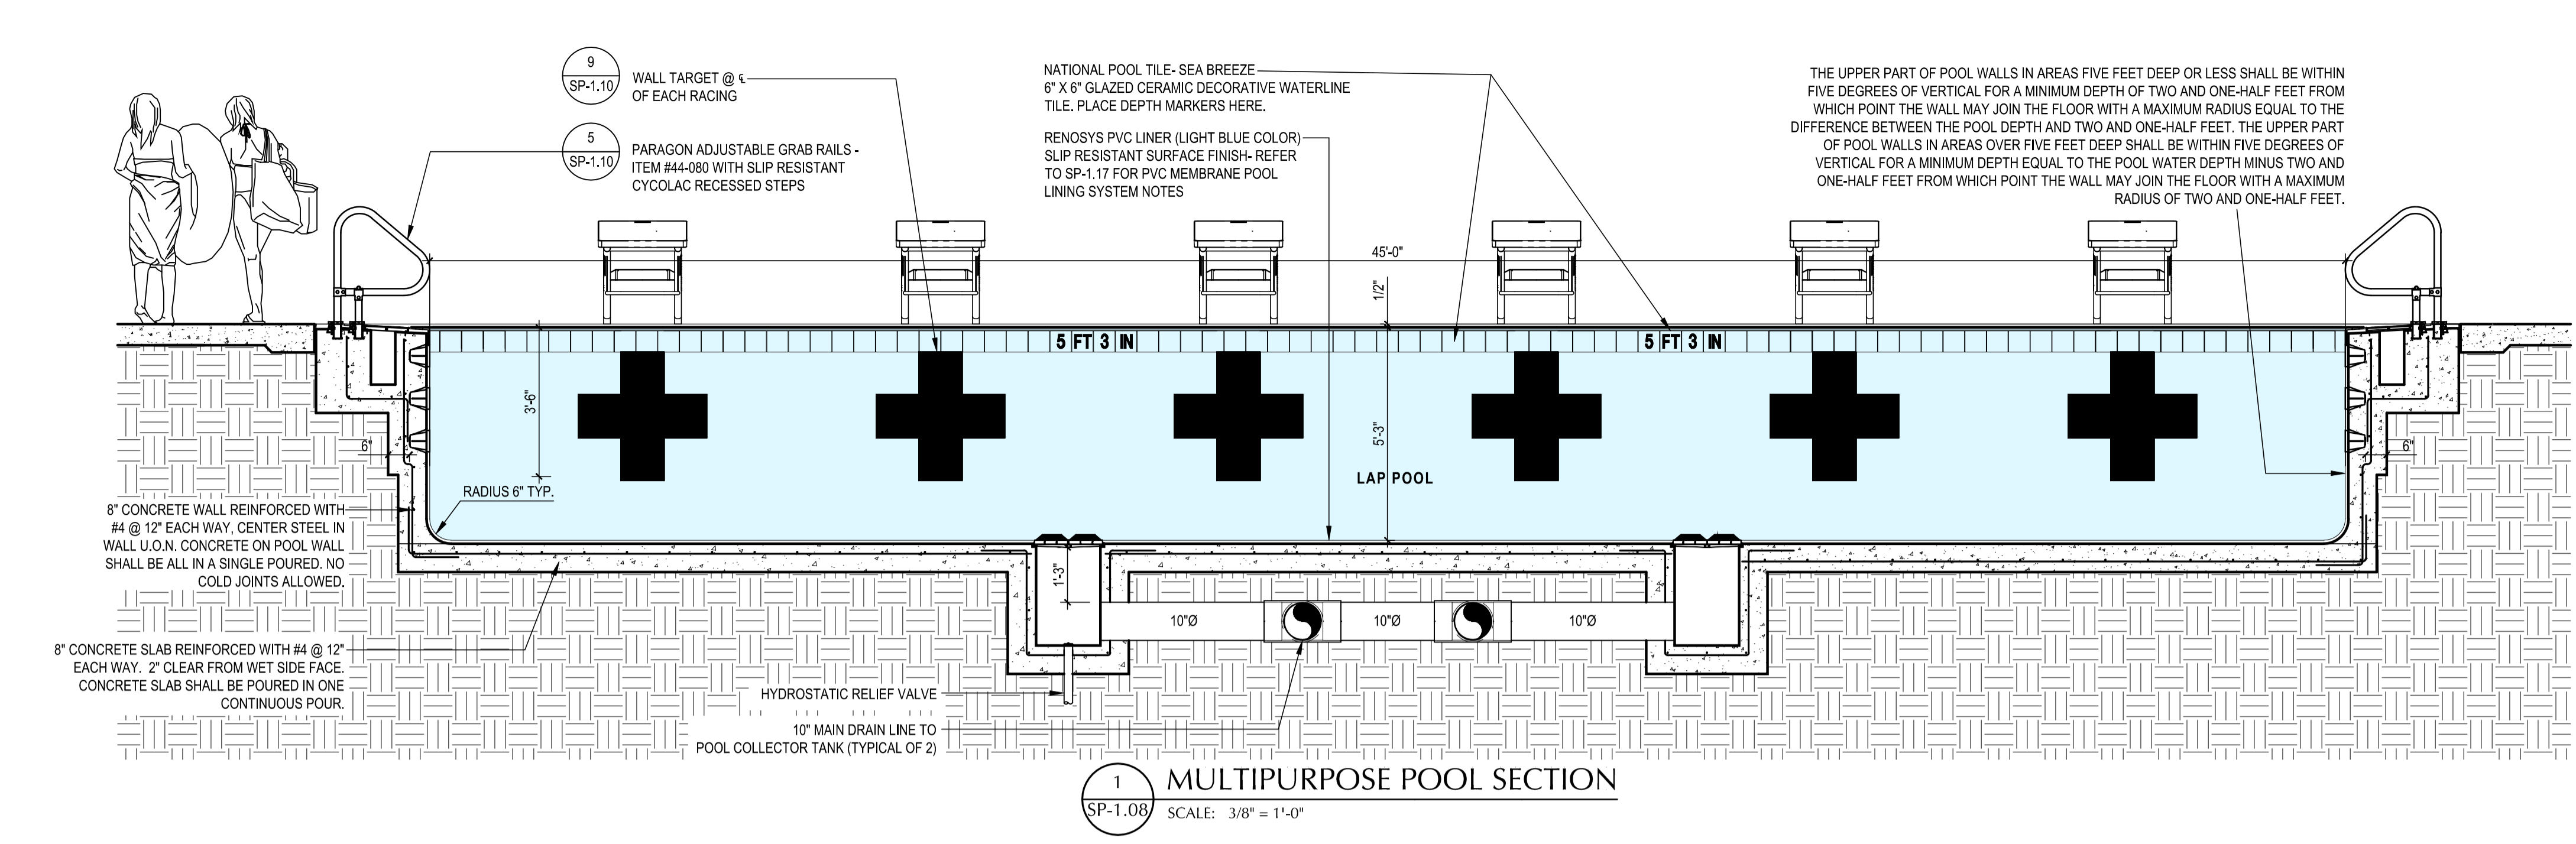 9
SP-1.10
WALL TARGET @ ℄
OF EACH RACING
5
SP-1.10
PARAGON ADJUSTABLE GRAB RAILS -
ITEM #44-080 WITH SLIP RESISTANT
CYCOLAC RECESSED STEPS
NATIONAL POOL TILE- SEA BREEZE
6" X 6" GLAZED CERAMIC DECORATIVE WATERLINE
TILE. PLACE DEPTH MARKERS HERE.
RENOSYS PVC LINER (LIGHT BLUE COLOR)
SLIP RESISTANT SURFACE FINISH- REFER
TO SP-1.17 FOR PVC MEMBRANE POOL
LINING SYSTEM NOTES
THE UPPER PART OF POOL WALLS IN AREAS FIVE FEET DEEP OR LESS SHALL BE WITHIN
FIVE DEGREES OF VERTICAL FOR A MINIMUM DEPTH OF TWO AND ONE-HALF FEET FROM
WHICH POINT THE WALL MAY JOIN THE FLOOR WITH A MAXIMUM RADIUS EQUAL TO THE
DIFFERENCE BETWEEN THE POOL DEPTH AND TWO AND ONE-HALF FEET. THE UPPER PART
OF POOL WALLS IN AREAS OVER FIVE FEET DEEP SHALL BE WITHIN FIVE DEGREES OF
VERTICAL FOR A MINIMUM DEPTH EQUAL TO THE POOL WATER DEPTH MINUS TWO AND
ONE-HALF FEET FROM WHICH POINT THE WALL MAY JOIN THE FLOOR WITH A MAXIMUM
RADIUS OF TWO AND ONE-HALF FEET.
45'-0"
1/2"
5 FT 3 IN
5 FT 3 IN
3'-6"
5'-3"
6"
6"
LAP POOL
RADIUS 6" TYP.
8" CONCRETE WALL REINFORCED WITH
#4 @ 12" EACH WAY, CENTER STEEL IN
WALL U.O.N. CONCRETE ON POOL WALL
SHALL BE ALL IN A SINGLE POURED. NO
COLD JOINTS ALLOWED.
1'-3"
10"Ø
10"Ø
10"Ø
8" CONCRETE SLAB REINFORCED WITH #4 @ 12"
EACH WAY. 2" CLEAR FROM WET SIDE FACE.
CONCRETE SLAB SHALL BE POURED IN ONE
CONTINUOUS POUR.
HYDROSTATIC RELIEF VALVE
10" MAIN DRAIN LINE TO
POOL COLLECTOR TANK (TYPICAL OF 2)
1
SP-1.08
MULTIPURPOSE POOL SECTION
SCALE: 3/8" = 1'-0"